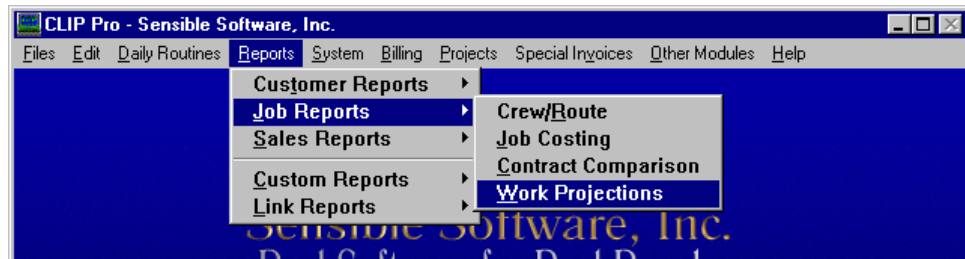 CLIP Pro - Sensible Software, Inc.
Files Edit Daily Routines Reports System Billing Projects Special Invoices Other Modules Help
Customer Reports
Job Reports
Sales Reports
Custom Reports
Link Reports
Crew/Route
Job Costing
Contract Comparison
Work Projections
Sensible Software, Inc.